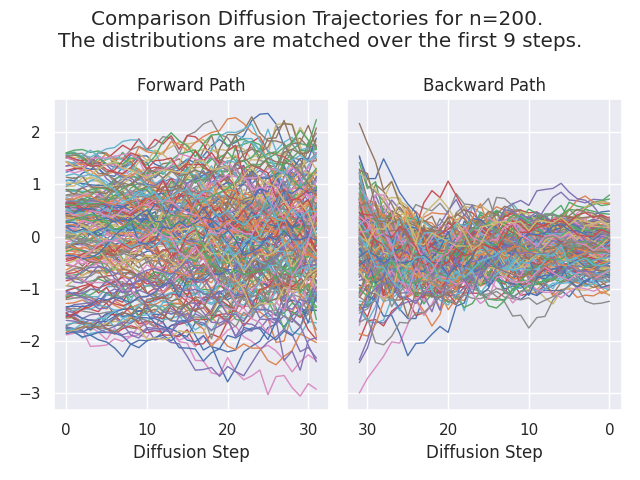 Comparison Diffusion Trajectories for n=200.
The distributions are matched over the first 9 steps.
Forward Path
Backward Path
2
1
0
−1
−2
−3
0 10 20 30
30 20 10 0
Diffusion Step
Diffusion Step